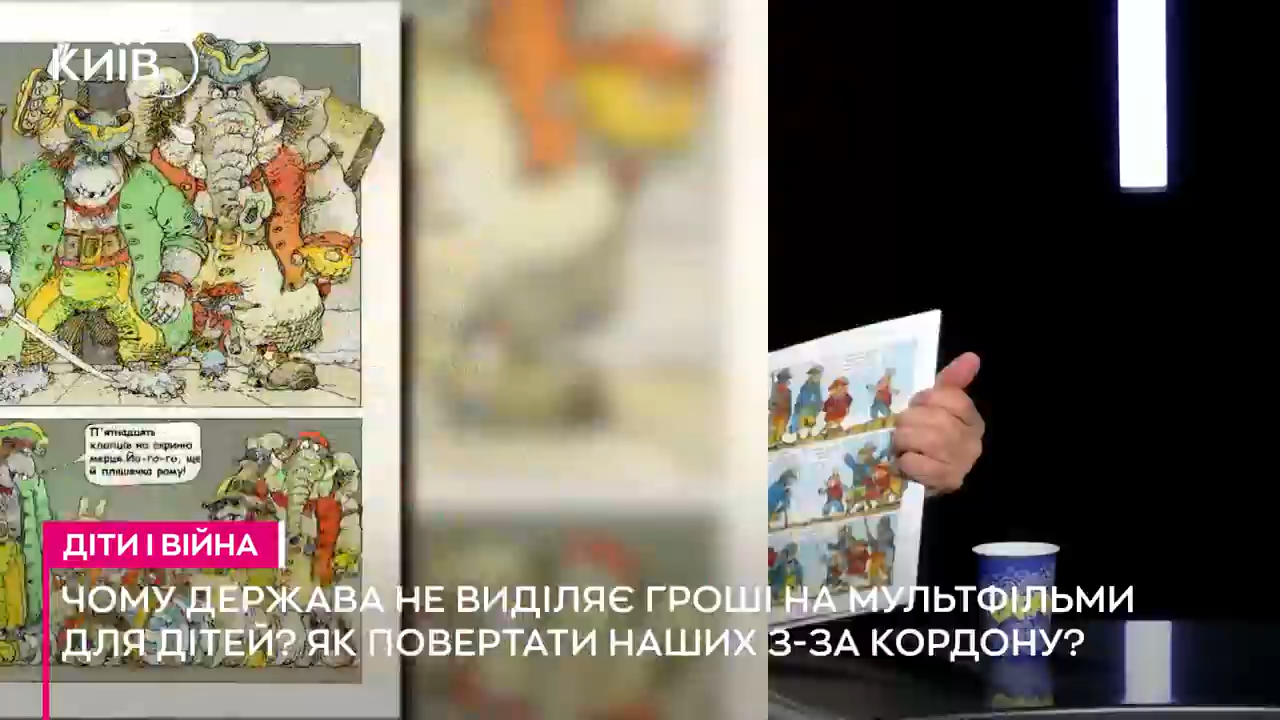 КИЇВ
П'ятнадцять
хлопців на скриню
мерця. Йо-го-го, ще
й пляшечка рому!
ДІТИ І ВІЙНА
ЧОМУ ДЕРЖАВА НЕ ВИДІЛЯЄ ГРОШІ НА МУЛЬТФІЛЬМИ
ДЛЯ ДІТЕЙ? ЯК ПОВЕРТАТИ НАШИХ З-ЗА КОРДОНУ?